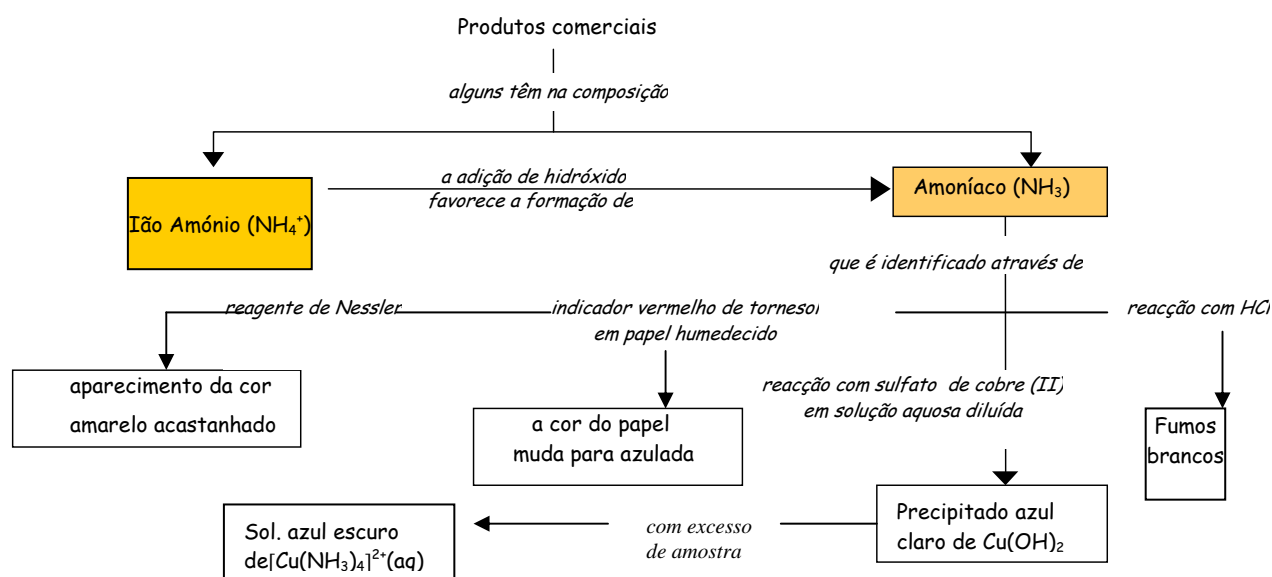 Produtos comerciais
alguns têm na composição
Ião Amónio (NH₄⁺)
a adição de hidróxido
favorece a formação de
Amoníaco (NH₃)
que é identificado através de
reagente de Nessler
indicador vermelho de tornesol
em papel humedecido
reacção com HCl
aparecimento da cor
amarelo acastanhado
a cor do papel
muda para azulada
reacção com sulfato de cobre (II)
em solução aquosa diluída
Fumos
brancos
Sol. azul escuro
de[Cu(NH₃)₄]²⁺(aq)
com excesso
de amostra
Precipitado azul
claro de Cu(OH)₂